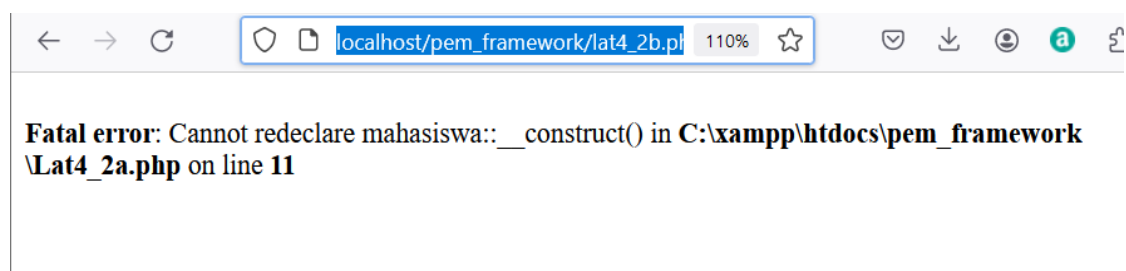 localhost/pem_framework/lat4_2b.pl 110%
Fatal error: Cannot redeclare mahasiswa::__construct() in C:\xampp\htdocs\pem_framework
\Lat4_2a.php on line 11